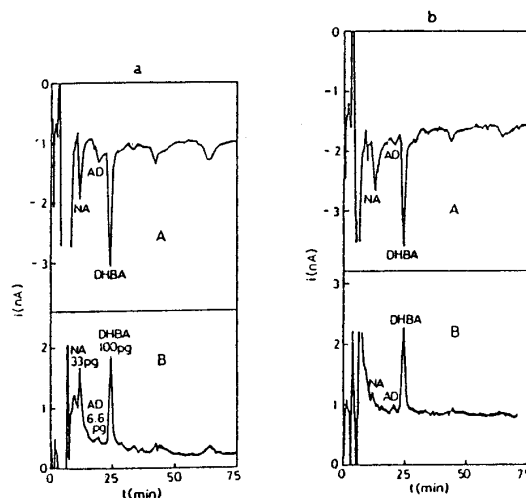 a
b
0
-1
-2
-3
i(nA)
NA
AD
DHBA
A
2
1
0
NA
33pg
AD
6.6
pg
DHBA
100pg
B
0
25
50
75
t(min)
0
-1
-2
-3
-4
i(nA)
NA
AD
DHBA
A
3
2
1
0
NA
AD
DHBA
B
0
25
50
75
t(min)